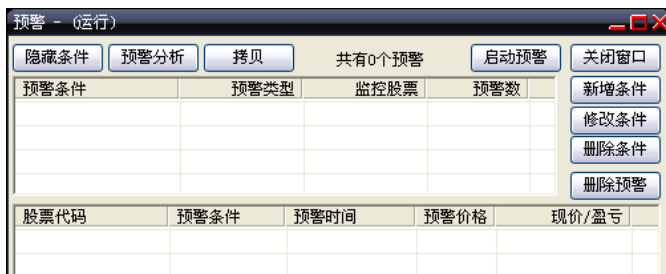 预警 - (运行)
隐藏条件 预警分析 拷贝 共有0个预警 启动预警 关闭窗口
预警条件 预警类型 监控股票 预警数 新增条件
修改条件
删除条件
删除预警
股票代码 预警条件 预警时间 预警价格 现价/盈亏